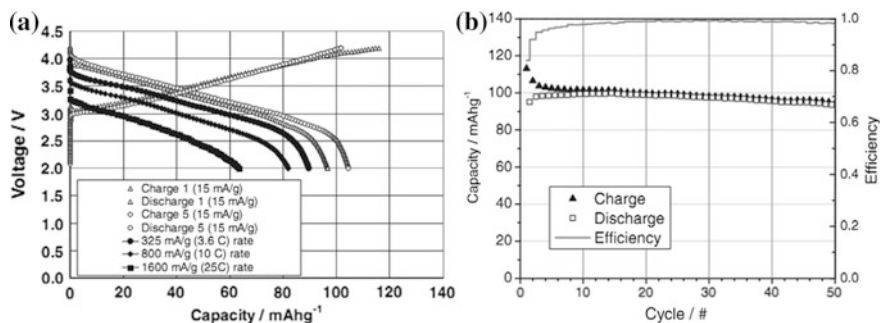 (a)
4.5
4.0
3.5
3.0
2.5
2.0
1.5
1.0
0.5
0.0
Voltage / V
Charge 1 (15 mA/g)
Discharge 1 (15 mA/g)
Charge 5 (15 mA/g)
Discharge 5 (15 mA/g)
325 mA/g (3.6 C) rate
800 mA/g (10 C) rate
1600 mA/g (25C) rate
0 20 40 60 80 100 120 140
Capacity / mAhg⁻¹
(b)
140
120
100
80
60
40
20
0
Capacity / mAhg⁻¹
Charge
Discharge
Efficiency
1.0
0.8
0.6
0.4
0.2
0.0
Efficiency
0 10 20 30 40 50
Cycle / #